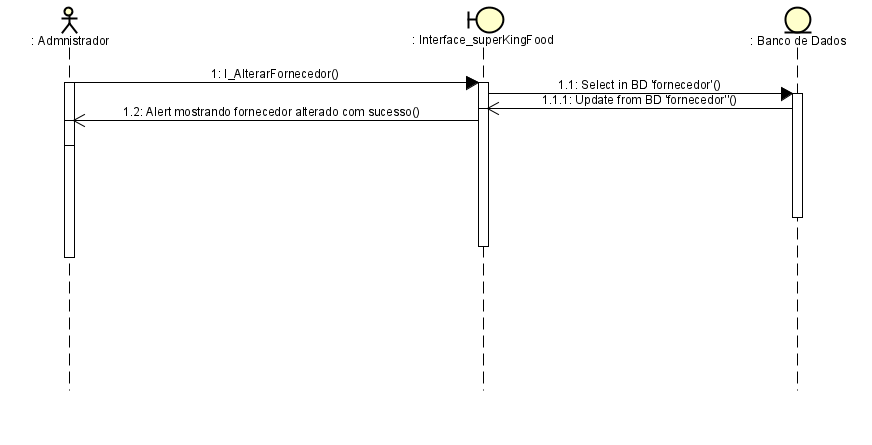 : Admnistrador
: Interface_superKingFood
: Banco de Dados
1: I_AlterarFornecedor()
1.1: Select in BD 'fornecedor'()
1.1.1: Update from BD 'fornecedor''()
1.2: Alert mostrando fornecedor alterado com sucesso()